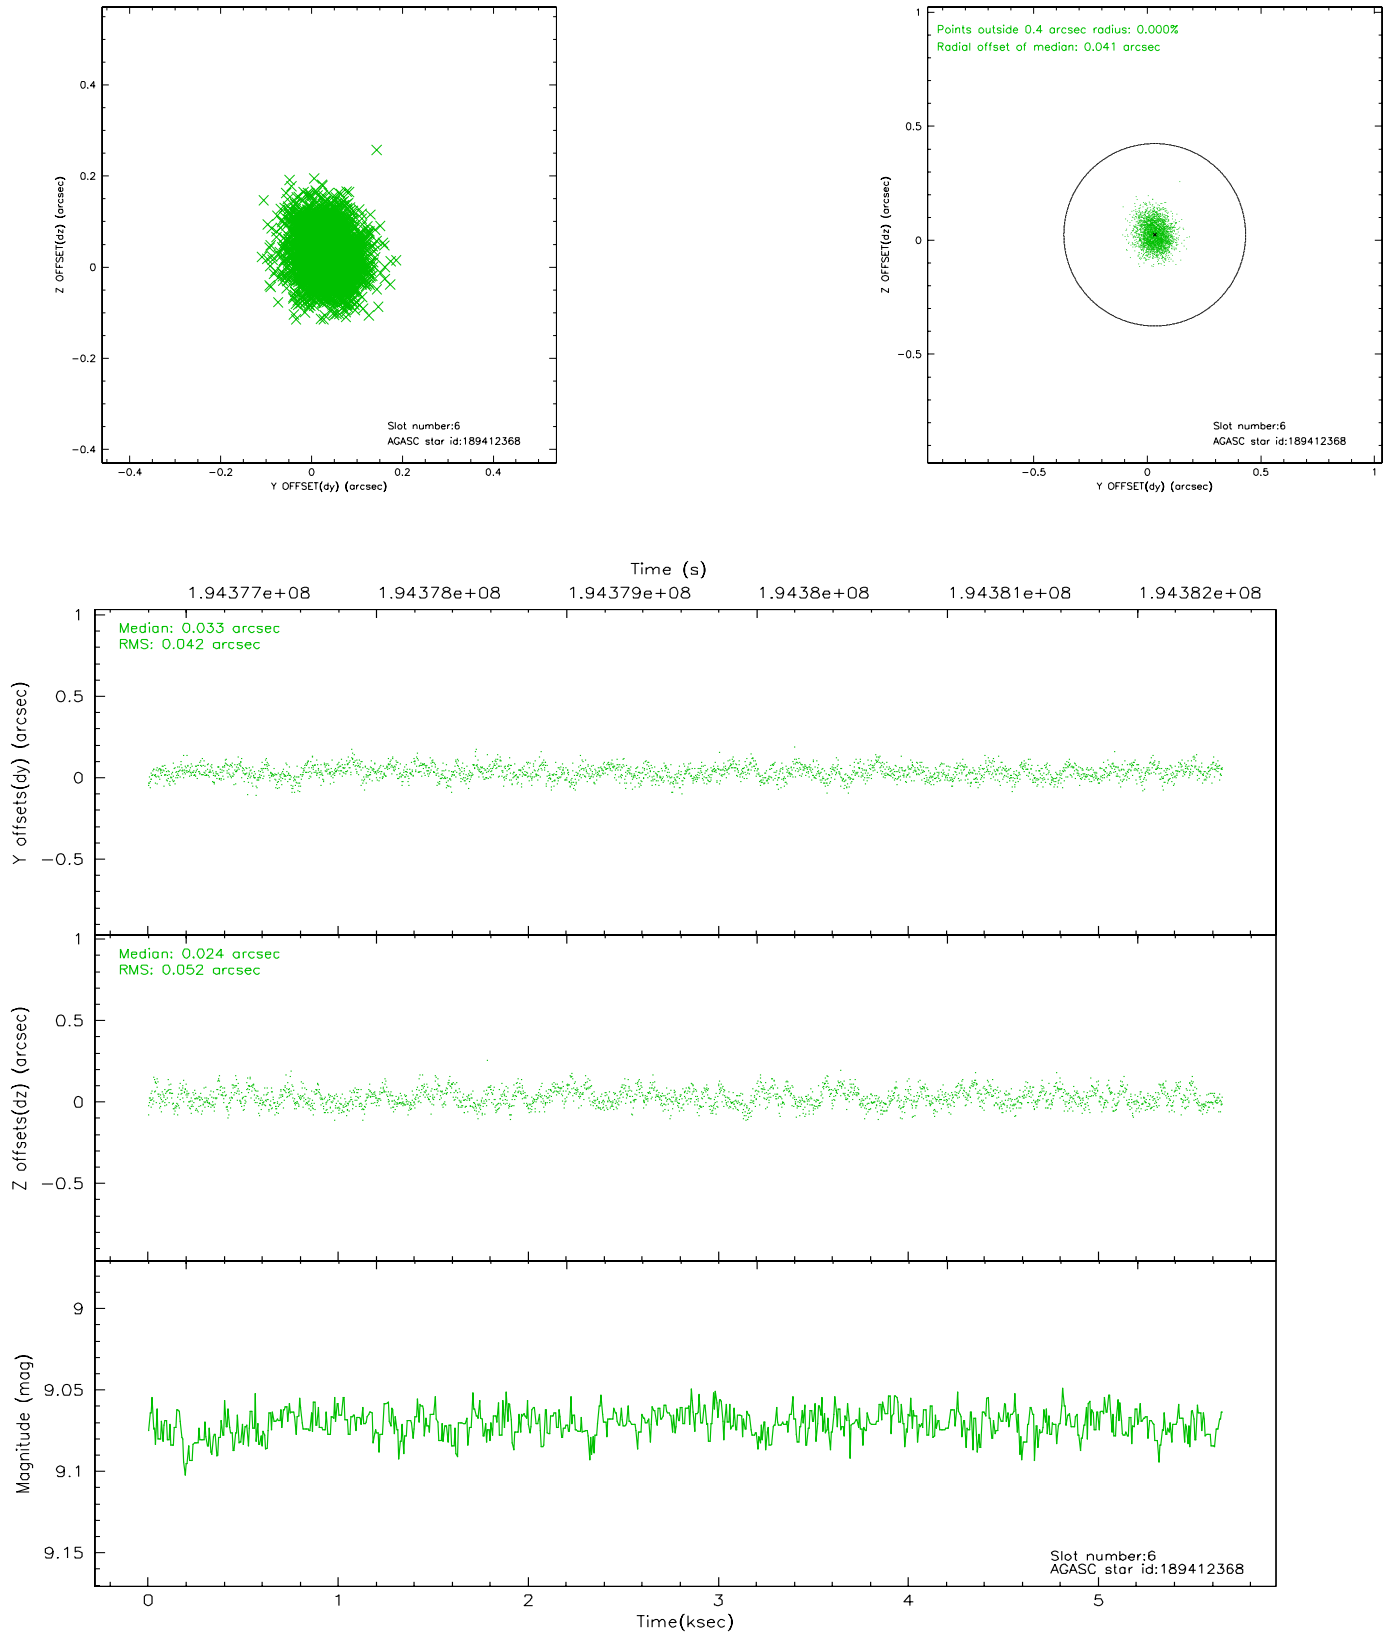 0.4
0.2
0
−0.2
−0.4
Z OFFSET(dz) (arcsec)
Slot number:6
AGASC star id:189412368
−0.4 −0.2 0 0.2 0.4
Y OFFSET(dy) (arcsec)
1
0.5
0
−0.5
Z OFFSET(dz) (arcsec)
Points outside 0.4 arcsec radius: 0.000%
Radial offset of median: 0.041 arcsec
Slot number:6
AGASC star id:189412368
−0.5 0 0.5 1
Y OFFSET(dy) (arcsec)
Time (s)
1.94377e+08 1.94378e+08 1.94379e+08 1.9438e+08 1.94381e+08 1.94382e+08
1
0.5
0
−0.5
Y offsets(dy) (arcsec)
Median: 0.033 arcsec
RMS: 0.042 arcsec
1
0.5
0
−0.5
Z offsets(dz) (arcsec)
Median: 0.024 arcsec
RMS: 0.052 arcsec
9
9.05
9.1
9.15
Magnitude (mag)
Slot number:6
AGASC star id:189412368
0 1 2 3 4 5
Time(ksec)